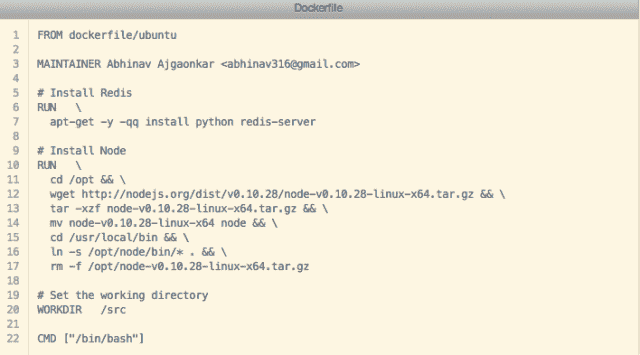 Dockerfile
1 FROM dockerfile/ubuntu
2
3 MAINTAINER Abhinav Ajgaonkar <abhinav316@gmail.com>
4
5 # Install Redis
6 RUN   \
7   apt-get -y -qq install python redis-server
8
9 # Install Node
10 RUN   \
11   cd /opt && \
12   wget http://nodejs.org/dist/v0.10.28/node-v0.10.28-linux-x64.tar.gz && \
13   tar -xzf node-v0.10.28-linux-x64.tar.gz && \
14   mv node-v0.10.28-linux-x64 node && \
15   cd /usr/local/bin && \
16   ln -s /opt/node/bin/* . && \
17   rm -f /opt/node-v0.10.28-linux-x64.tar.gz
18
19 # Set the working directory
20 WORKDIR   /src
21
22 CMD ["/bin/bash"]